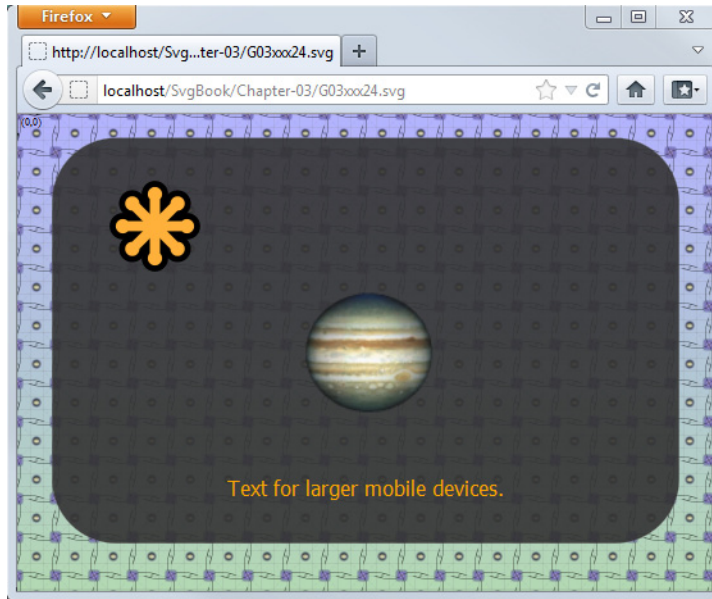 Firefox
http://localhost/Svg...ter-03/G03xxx24.svg
localhost/SvgBook/Chapter-03/G03xxx24.svg
(0,0)
Text for larger mobile devices.